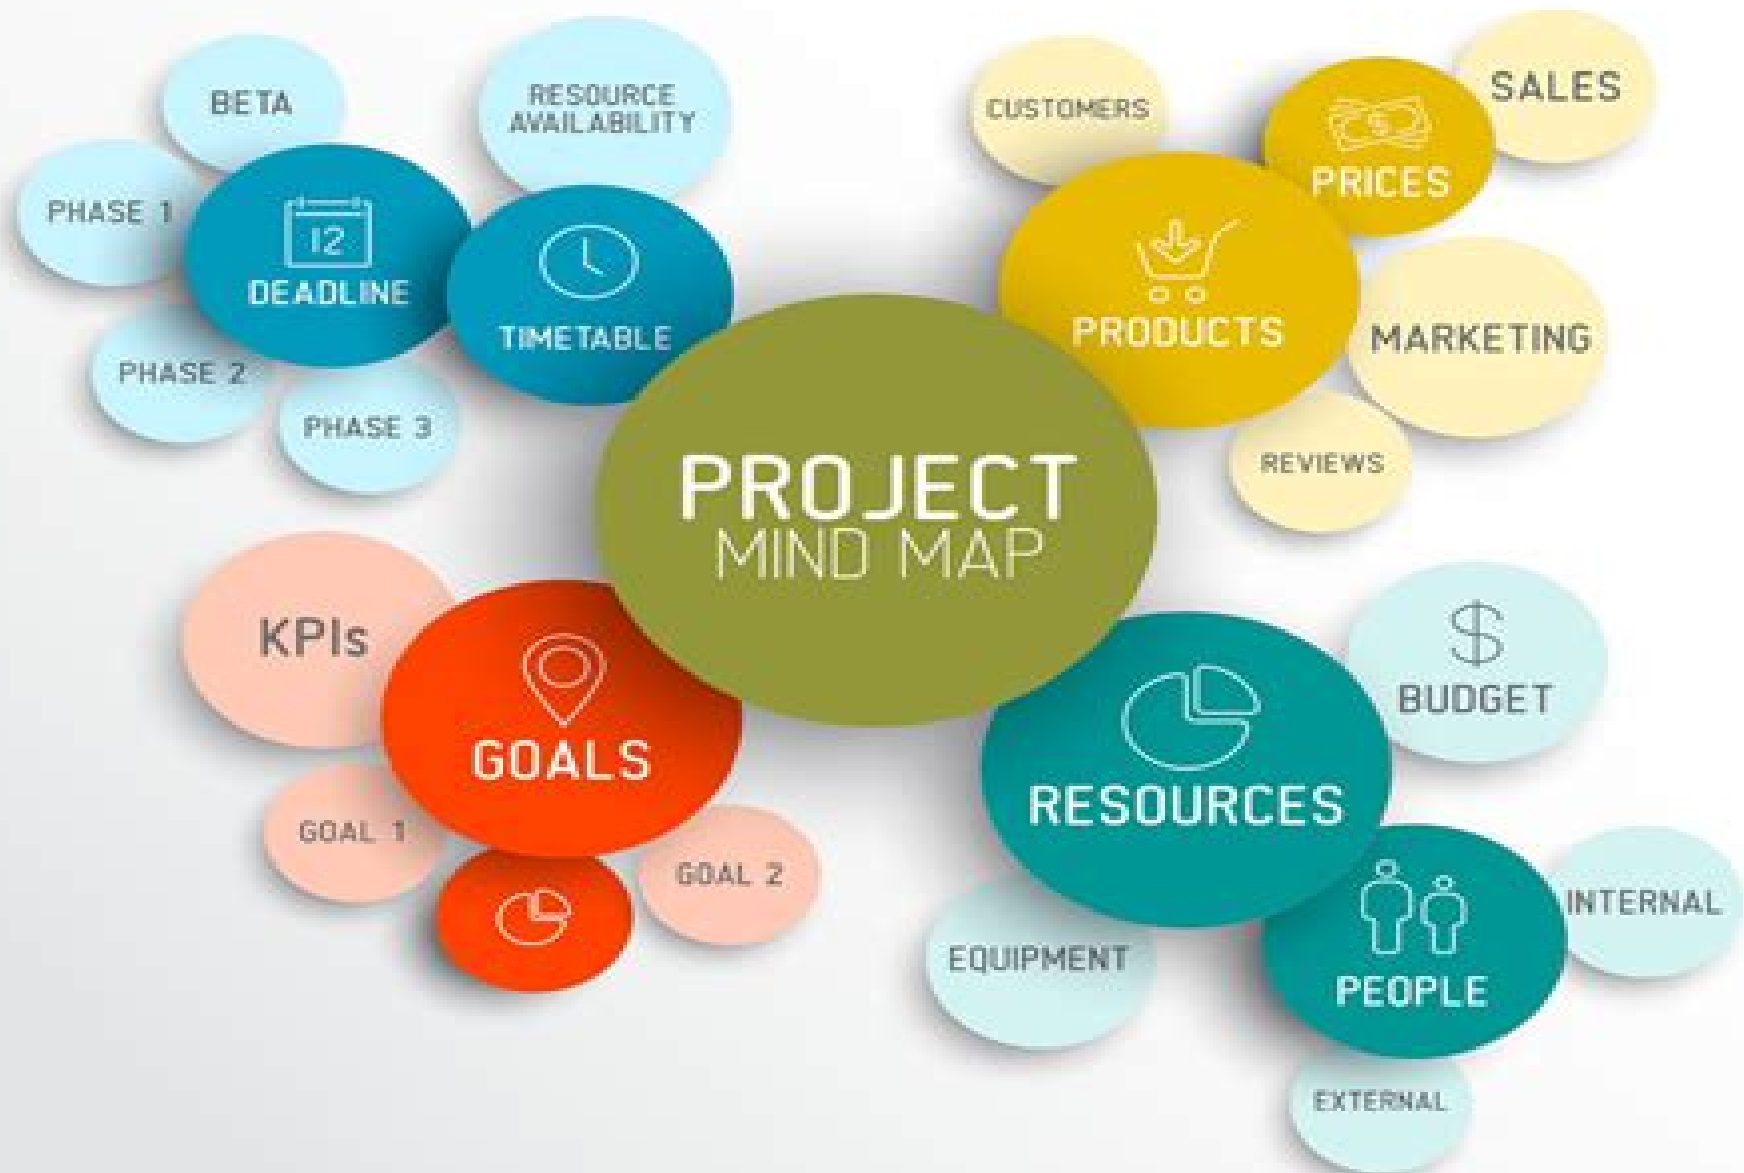 PROJECT
MIND MAP
BETA
PHASE 1
12
DEADLINE
PHASE 2
PHASE 3
RESOURCE
AVAILABILITY
TIMETABLE
CUSTOMERS
$
PRICES
SALES
PRODUCTS
MARKETING
REVIEWS
KPIs
GOALS
GOAL 1
GOAL 2
$
BUDGET
RESOURCES
EQUIPMENT
PEOPLE
INTERNAL
EXTERNAL